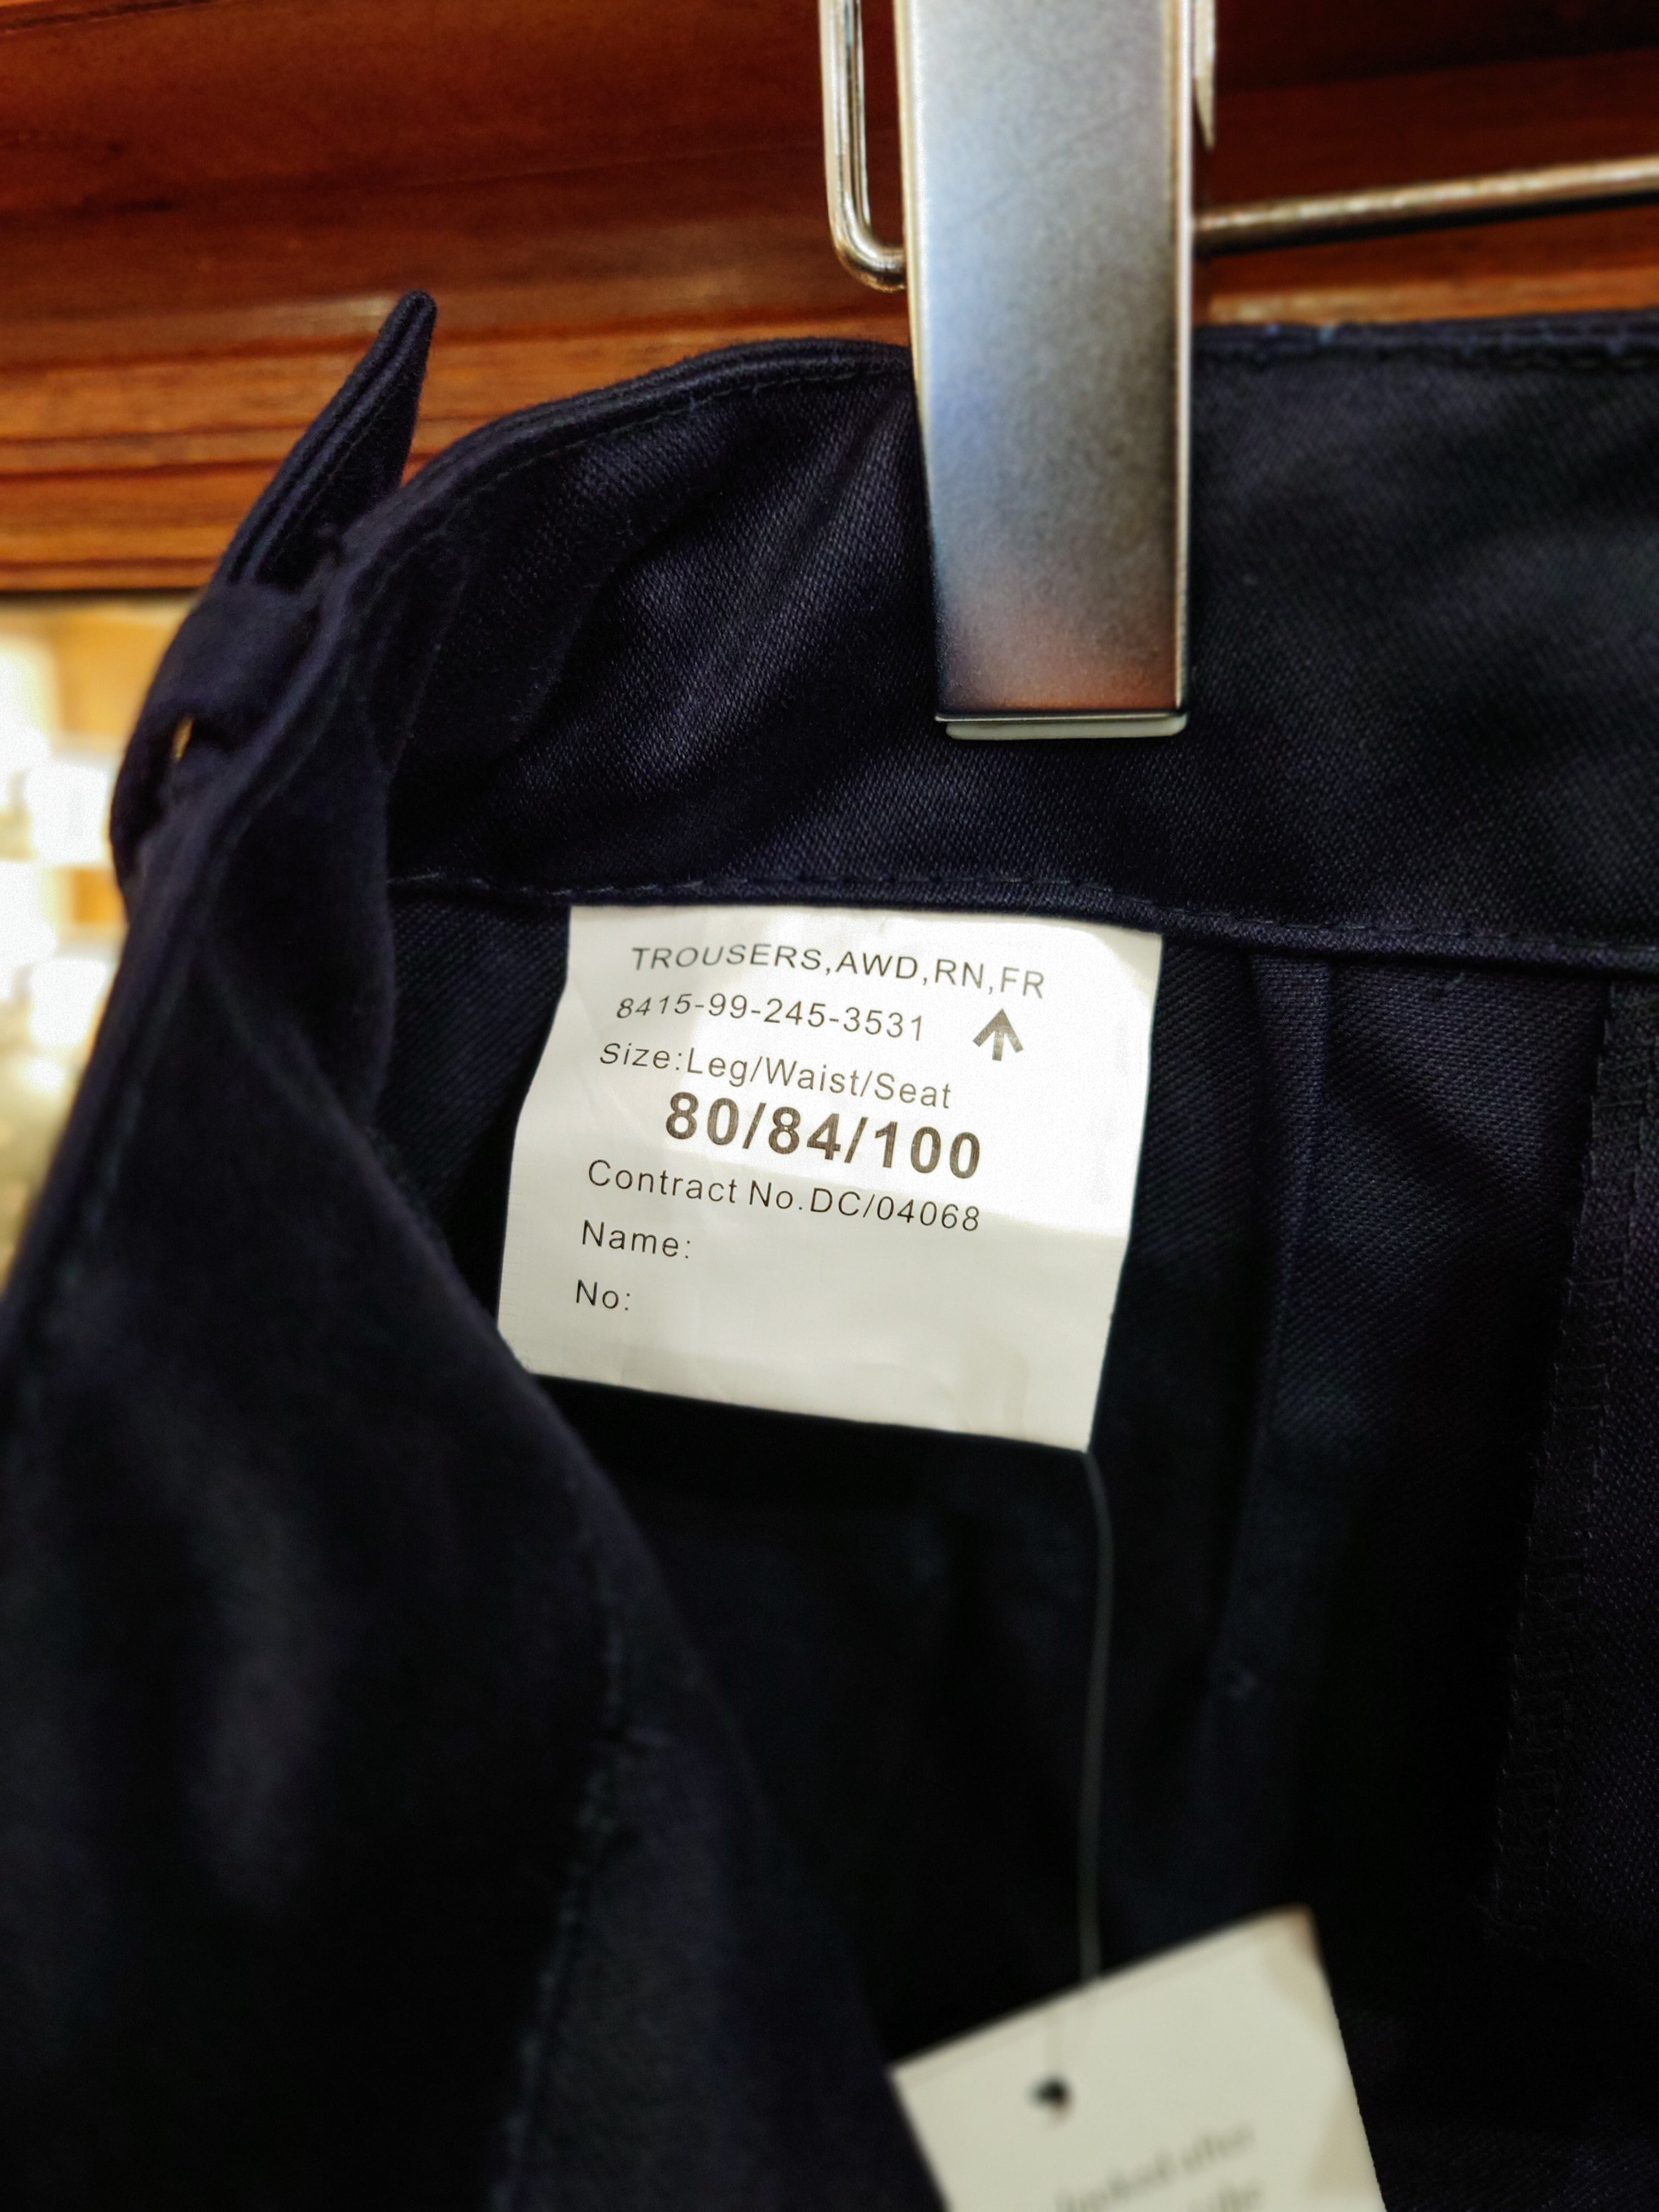 TROUSERS,AWD,RN,FR
8415-99-245-3531
Size:Leg/Waist/Seat
80/84/100
Contract No.DC/04068
Name:
No:
after